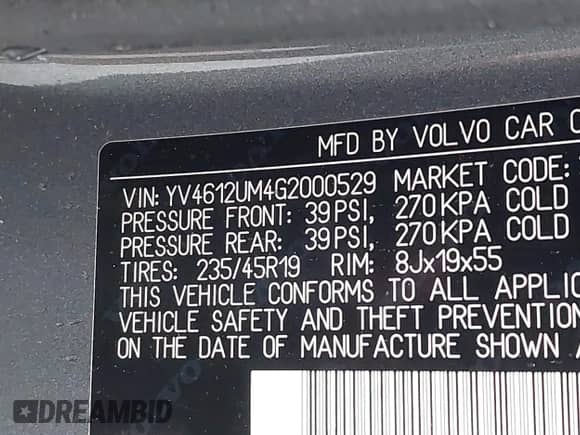 MFD BY VOLVO CAR
VIN: YV4612UM4G2000529 MARKET CODE:
PRESSURE FRONT: 39PSI, 270KPA COLD
PRESSURE REAR: 39PSI, 270KPA COLD
TIRES: 235/45R19 RIM: 8Jx19x55
THIS VEHICLE CONFORMS TO ALL
VEHICLE SAFETY AND THEFT PREVENTION
ON THE DATE OF MANUFACTURE SHOWN
DREAMBID